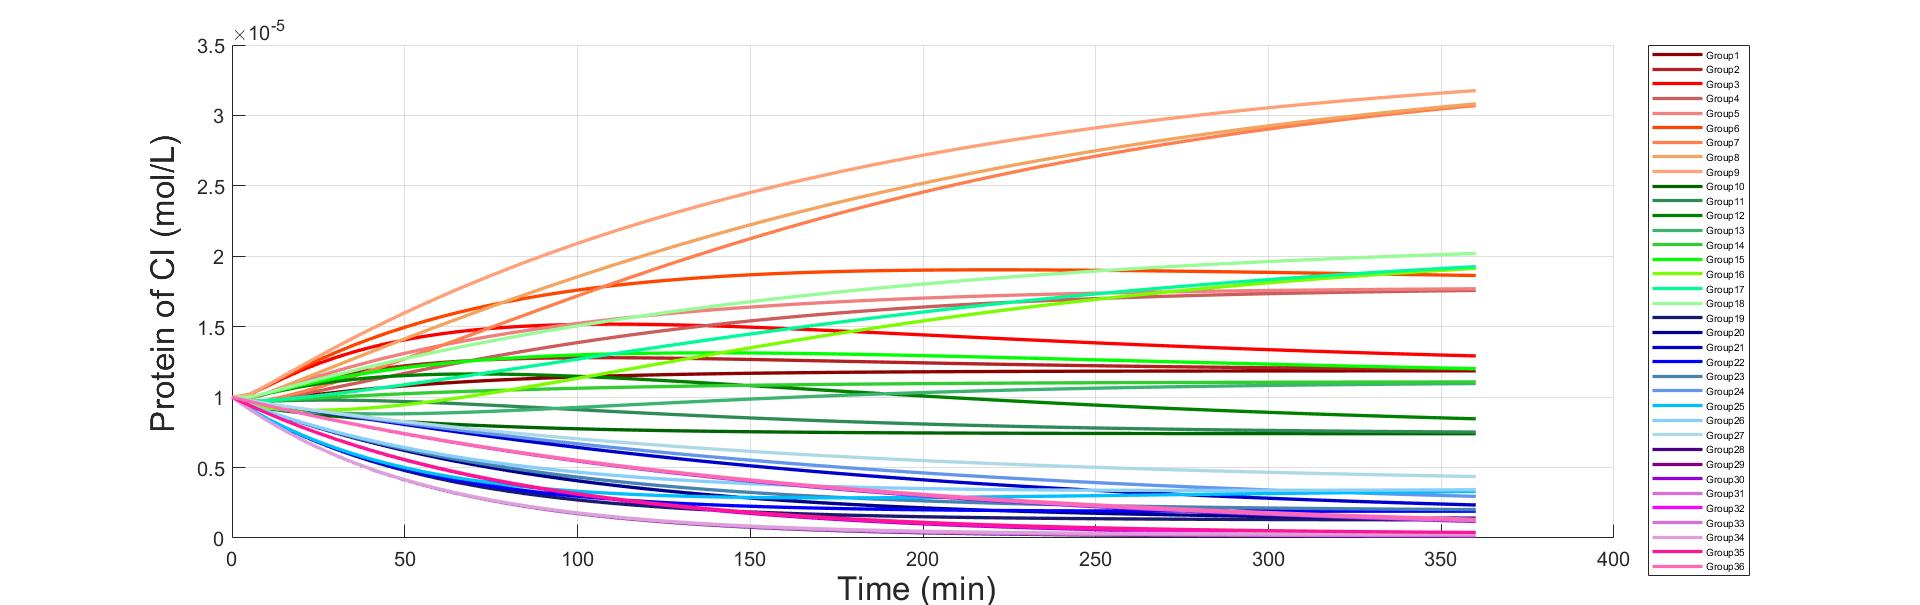 ×10-5
3.5
3
2.5
2
1.5
1
0.5
0
0 50 100 150 200 250 300 350 400
Protein of CI (mol/L)
Time (min)
Group1
Group2
Group3
Group4
Group5
Group6
Group7
Group8
Group9
Group10
Group11
Group12
Group13
Group14
Group15
Group16
Group17
Group18
Group19
Group20
Group21
Group22
Group23
Group24
Group25
Group26
Group27
Group28
Group29
Group30
Group31
Group32
Group33
Group34
Group35
Group36